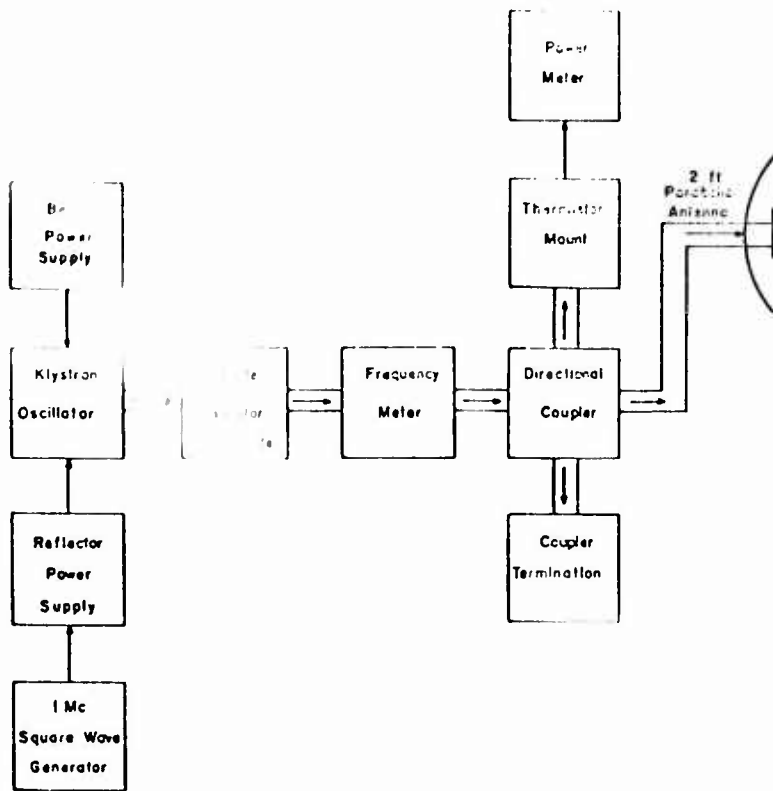 Power
Meter
2 ft
Parabolic
Antenna
Thermistor
Mount
Power
Supply
Klystron
Oscillator
Frequency
Meter
Directional
Coupler
Reflector
Power
Supply
Coupler
Termination
1 Mc
Square Wave
Generator